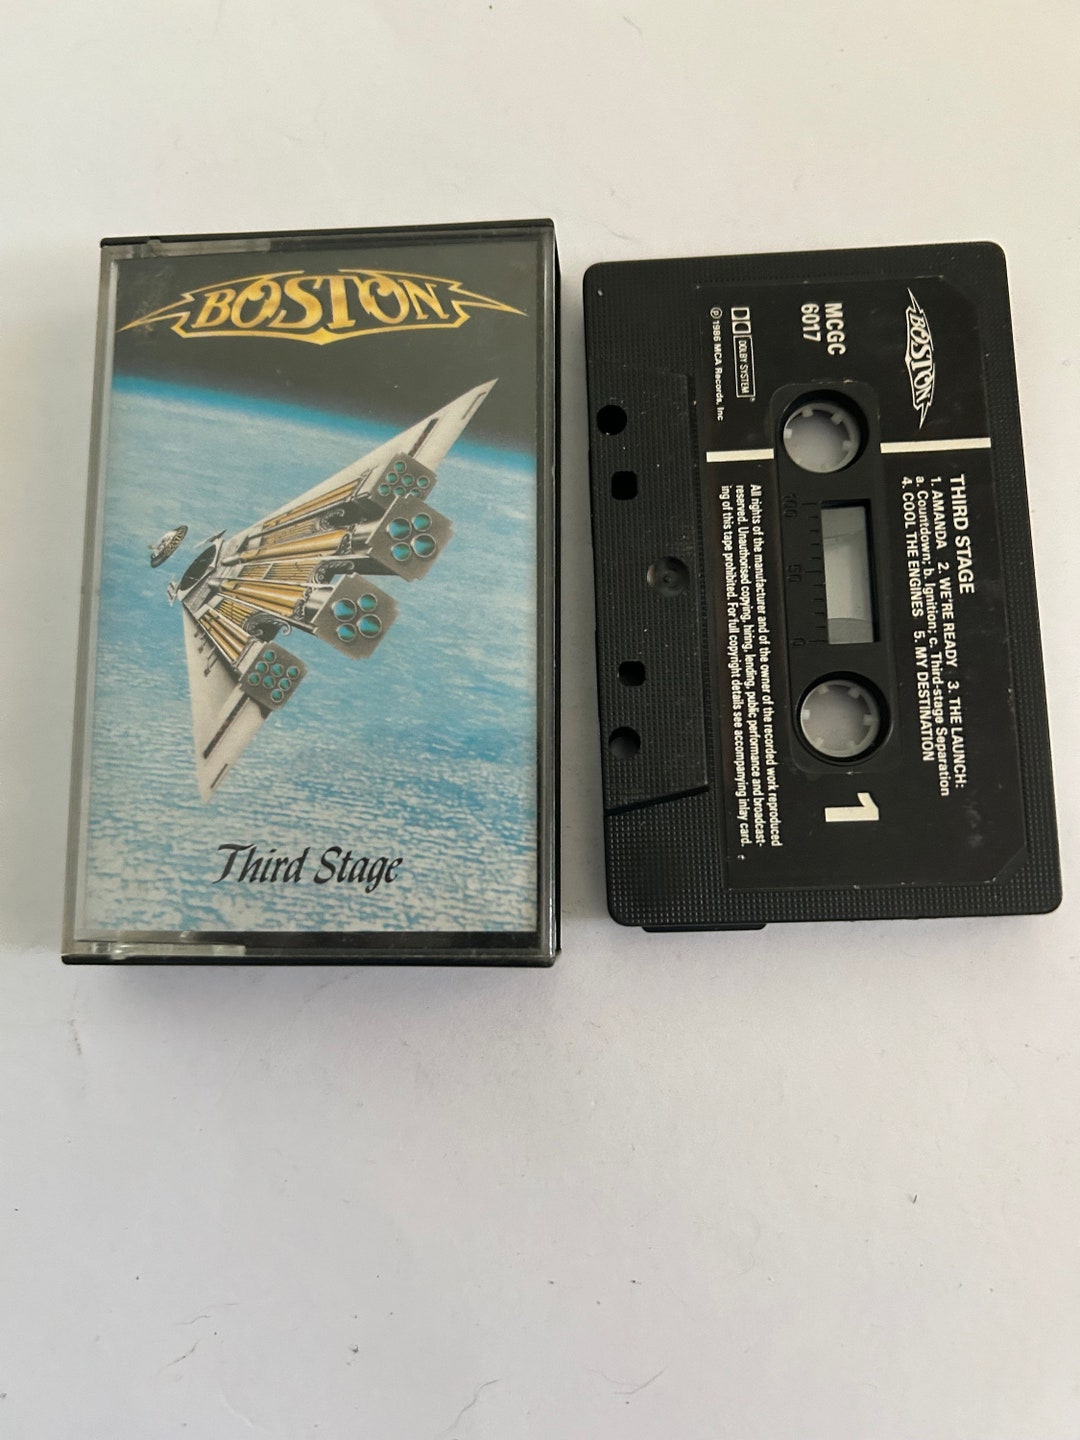 BOSTON
Third Stage
BOSTON
MCGC
6017
DOLBY SYSTEM
℗ 1986 MCA Records, Inc
THIRD STAGE
1. AMANDA 2. WE'RE READY 3. THE LAUNCH:
a. Countdown; b. Ignition; c. Third-stage Separation
4. COOL THE ENGINES 5. MY DESTINATION
100 50 0
1
All rights of the manufacturer and of the owner of the recorded work reproduced
reserved. Unauthorised copying, hiring, lending, public performance and broadcast-
ing of this tape prohibited. For full copyright details see accompanying inlay card.